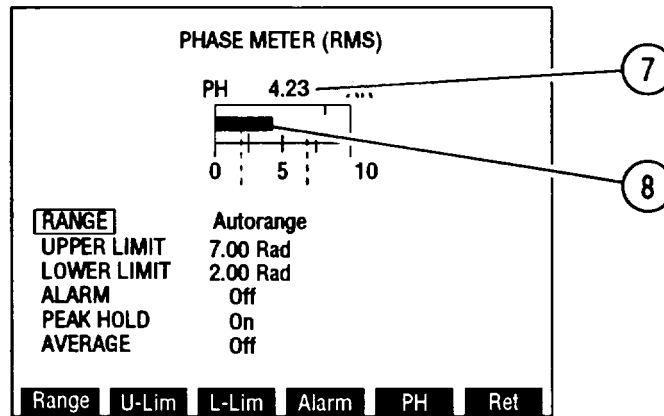 PHASE METER (RMS)
PH 4.23
0 5 10
RANGE Autorange
UPPER LIMIT 7.00 Rad
LOWER LIMIT 2.00 Rad
ALARM Off
PEAK HOLD On
AVERAGE Off
Range U-Lim L-Lim Alarm PH Ret
7
8